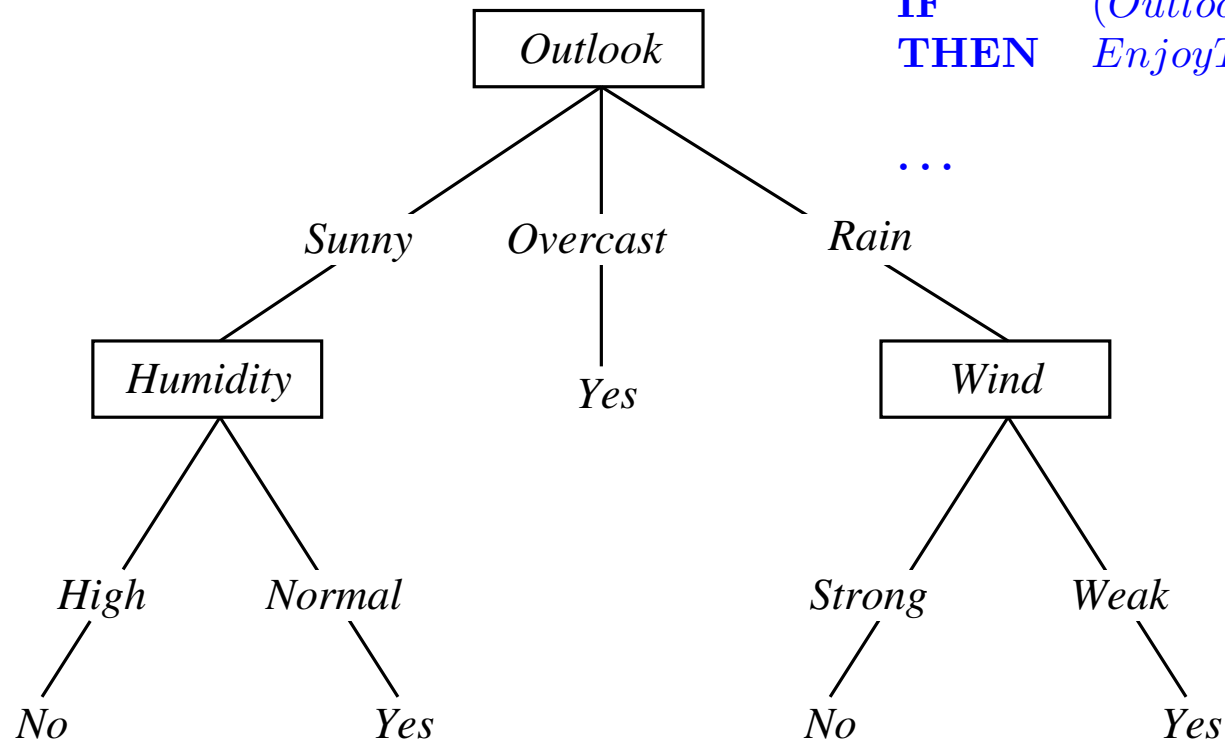 IF
THEN
. . .
Outlook
Sunny Overcast Rain
Humidity Yes Wind
High Normal Strong Weak
No Yes No Yes